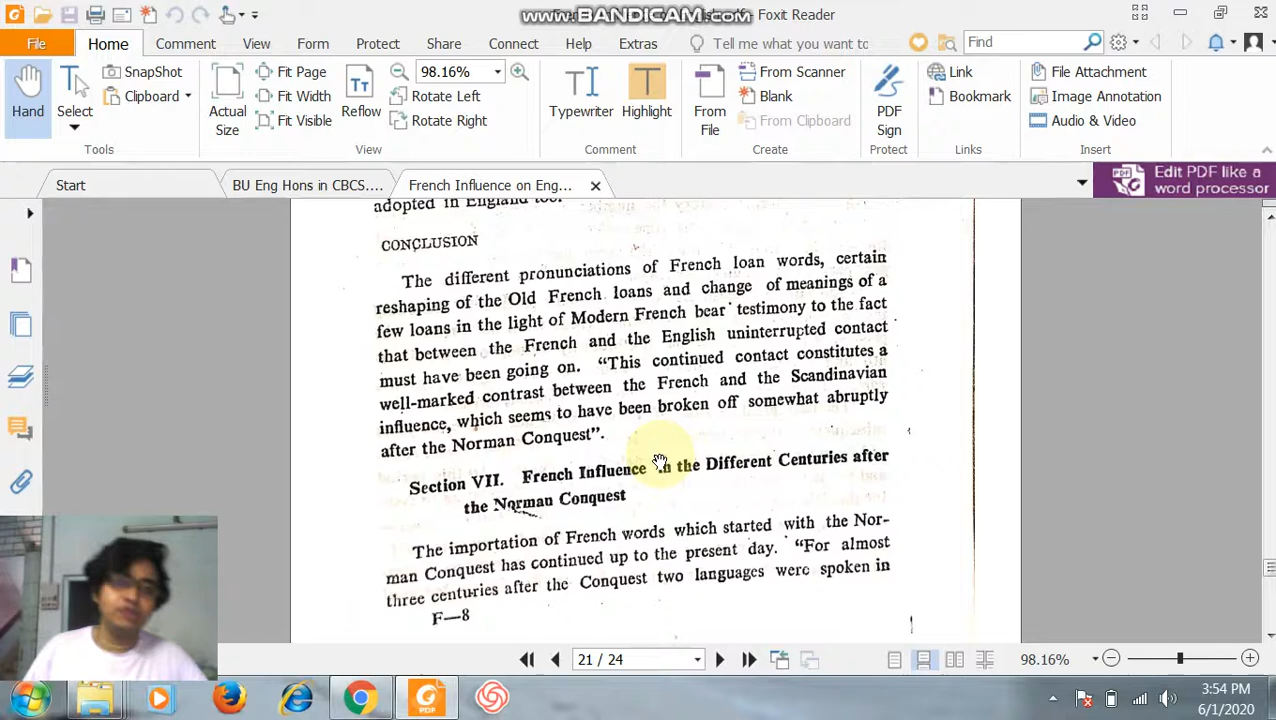 www.BANDICAM.com
Foxit Reader
File Home Comment View Form Protect Share Connect Help Extras Tell me what you want to Find
Hand
Select
SnapShot
Clipboard
Tools
Actual
Size
Fit Page
Fit Width
Fit Visible
Reflow
98.16%
Rotate Left
Rotate Right
View
Typewriter
Highlight
Comment
From
File
From Scanner
Blank
From Clipboard
Create
PDF
Sign
Protect
Link
Bookmark
Links
File Attachment
Image Annotation
Audio & Video
Insert
Start BU Eng Hons in CBCS.... French Influence on Eng...
Edit PDF like a
word processor
adopted in England too.
CONCLUSION
The different pronunciations of French loan words, certain
reshaping of the Old French loans and change of meanings of a
few loans in the light of Modern French bear testimony to the fact
that between the French and the English uninterrupted contact
must have been going on. “This continued contact constitutes a
well-marked contrast between the French and the Scandinavian
influence, which seems to have been broken off somewhat abruptly
after the Norman Conquest”.
Section VII. French Influence in the Different Centuries after
the Norman Conquest
The importation of French words which started with the Nor-
man Conquest has continued up to the present day. “For almost
three centuries after the Conquest two languages were spoken in
F—8
21 / 24
98.16%
PDF
3:54 PM
6/1/2020